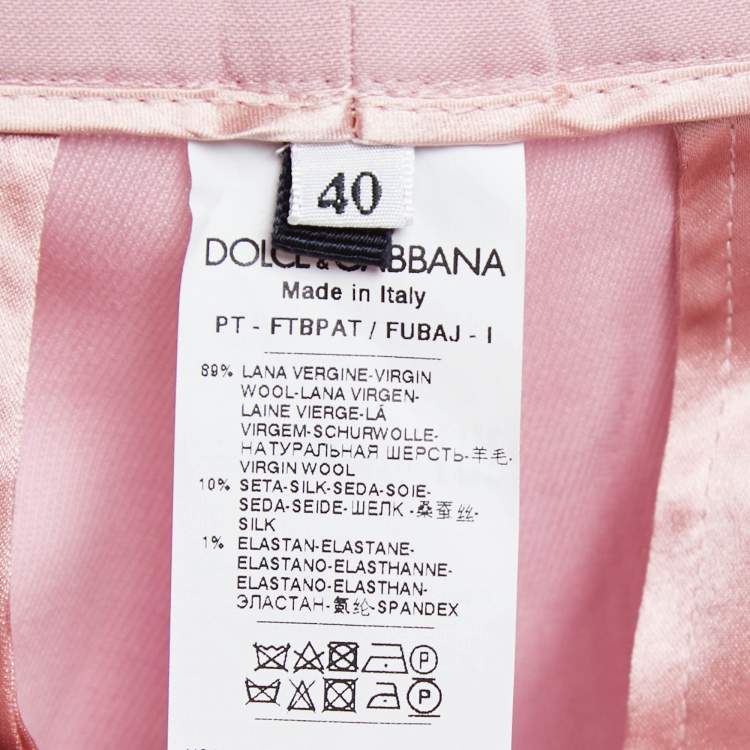 40
DOLCE&GABBANA
Made in Italy
PT - FTBPAT / FUBAJ - I
89% LANA VERGINE-VIRGIN
WOOL-LANA VIRGEN-
LAINE VIERGE-LÃ
VIRGEM-SCHURWOLLE-
НАТУРАЛЬНАЯ ШЕРСТЬ-羊毛-
VIRGIN WOOL
10% SETA-SILK-SEDA-SOIE-
SEDA-SEIDE-ШЕЛК -桑蚕丝-
SILK
1% ELASTAN-ELASTANE-
ELASTANO-ELASTHANNE-
ELASTANO-ELASTHAN-
ЭЛАСТАН-氨纶-SPANDEX
P
P